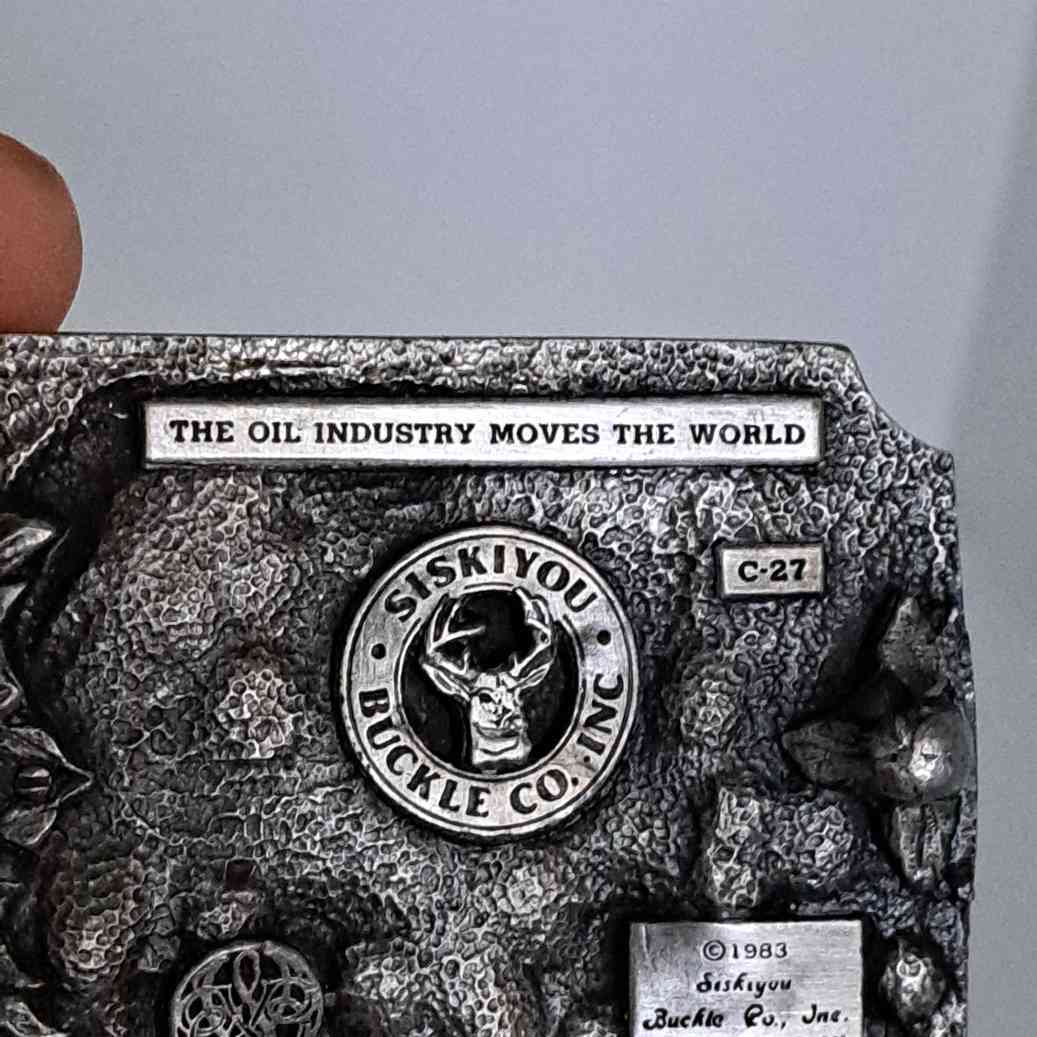 THE OIL INDUSTRY MOVES THE WORLD
C-27
SISKIYOU
BUCKLE CO. INC
©1983
Siskiyou
Buckle Co., Inc.